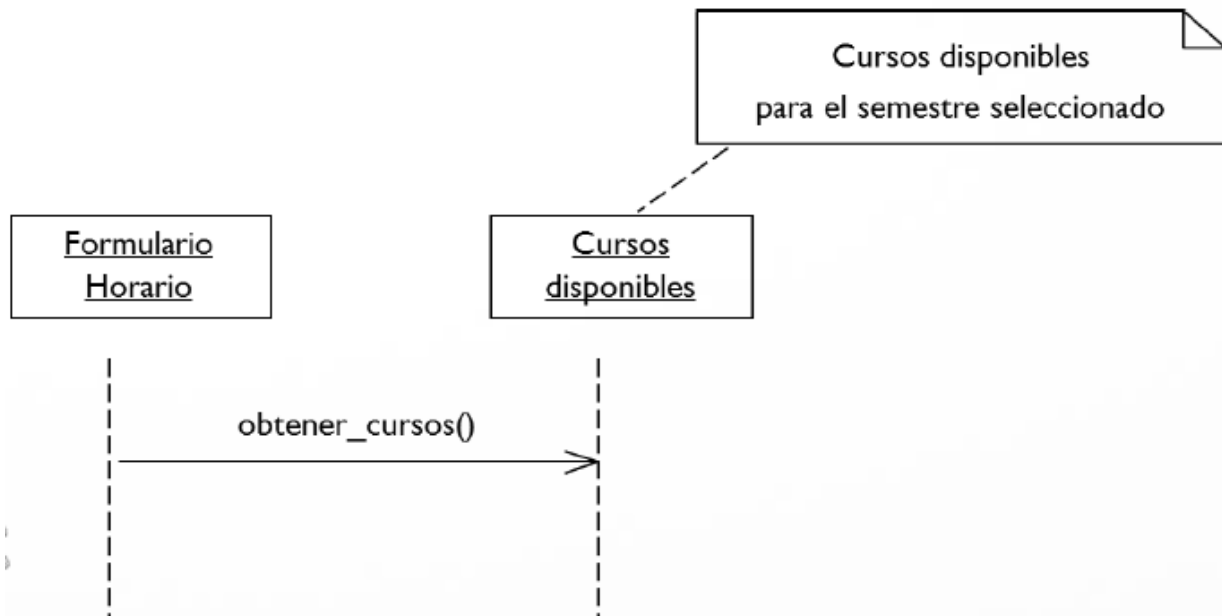 Cursos disponibles
para el semestre seleccionado
Formulario
Horario
Cursos
disponibles
obtener_cursos()